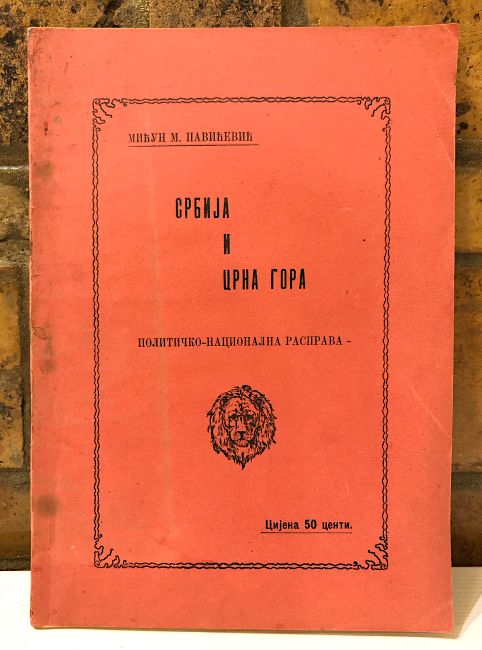 МИЋУН М. ПАВИЋЕВИЋ
СРБИЈА
И
ЦРНА ГОРА
ПОЛИТИЧКО-НАЦИОНАЛНА РАСПРАВА –
Цијена 50 центи.